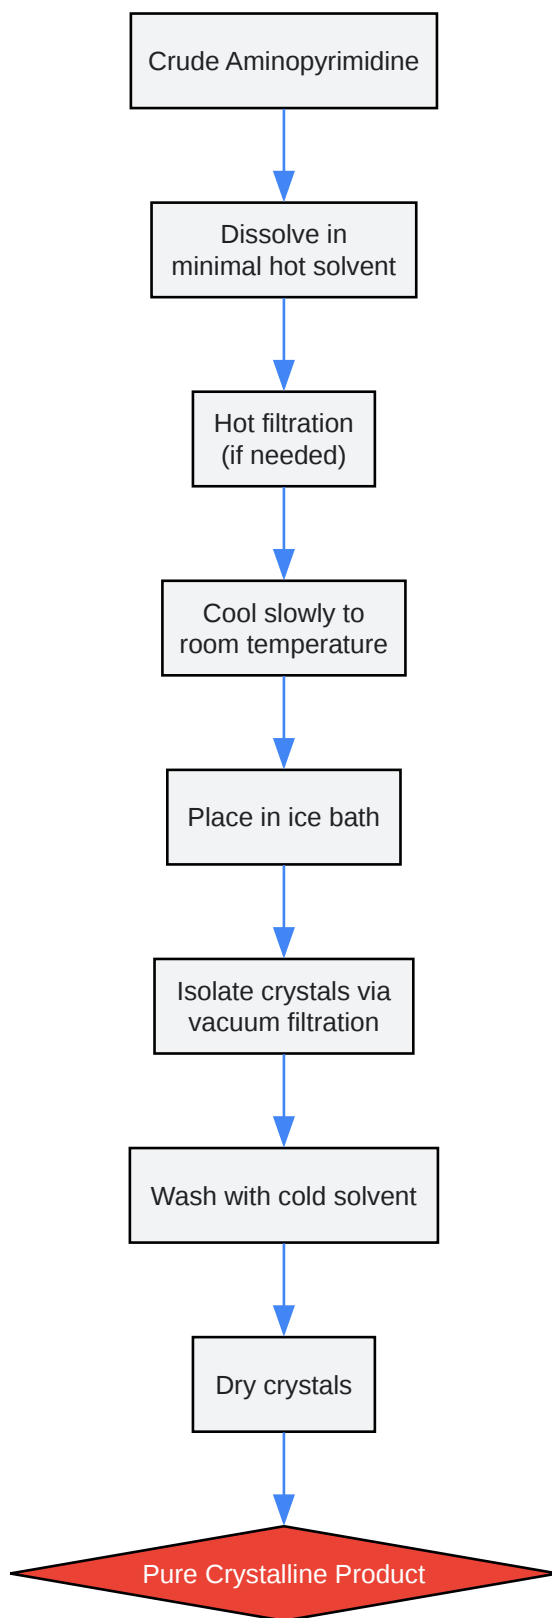 Crude Aminopyrimidine
Dissolve in
minimal hot solvent
Hot filtration
(if needed)
Cool slowly to
room temperature
Place in ice bath
Isolate crystals via
vacuum filtration
Wash with cold solvent
Dry crystals
Pure Crystalline Product